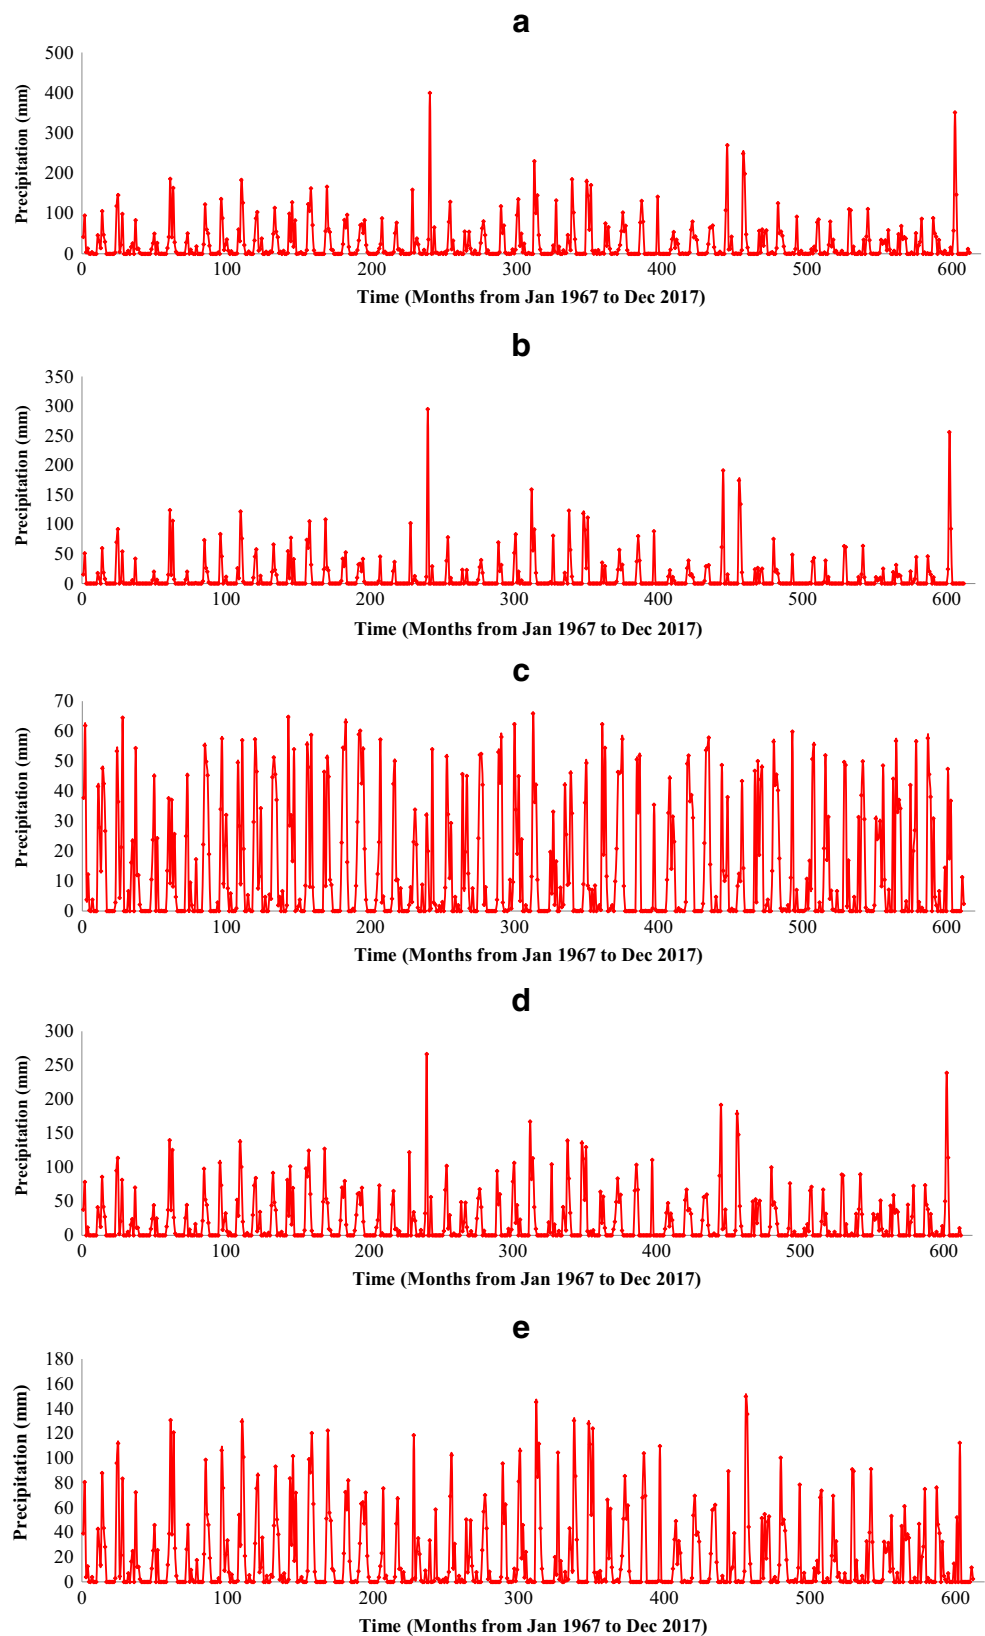 a
500
400
300
200
100
0
Precipitation (mm)
0 100 200 300 400 500 600
Time (Months from Jan 1967 to Dec 2017)
b
350
300
250
200
150
100
50
0
Precipitation (mm)
0 100 200 300 400 500 600
Time (Months from Jan 1967 to Dec 2017)
c
70
60
50
40
30
20
10
0
Precipitation (mm)
0 100 200 300 400 500 600
Time (Months from Jan 1967 to Dec 2017)
d
300
250
200
150
100
50
0
Precipitation (mm)
0 100 200 300 400 500 600
Time (Months from Jan 1967 to Dec 2017)
e
180
160
140
120
100
80
60
40
20
0
Precipitation (mm)
0 100 200 300 400 500 600
Time (Months from Jan 1967 to Dec 2017)